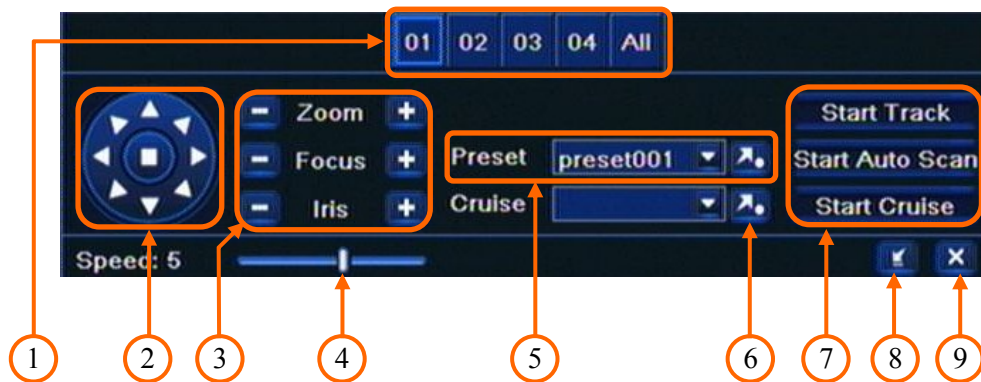 01 02 03 04 All
Zoom
Focus
Iris
Preset preset001
Cruise
Start Track
Start Auto Scan
Start Cruise
Speed: 5
1 2 3 4 5 6 7 8 9